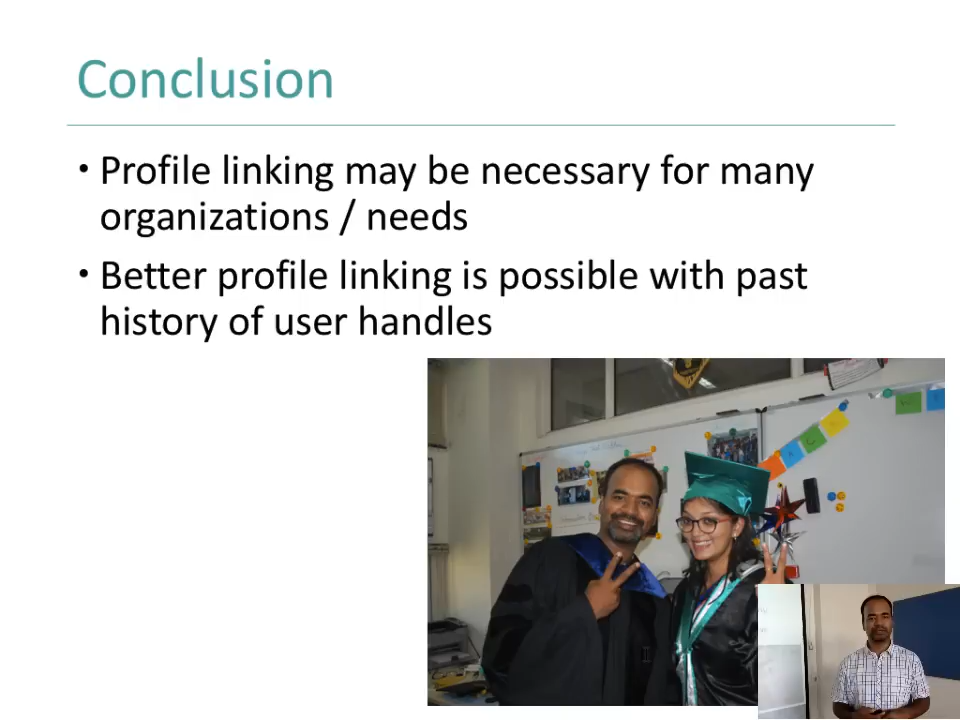 Conclusion
• Profile linking may be necessary for many
organizations / needs
• Better profile linking is possible with past
history of user handles